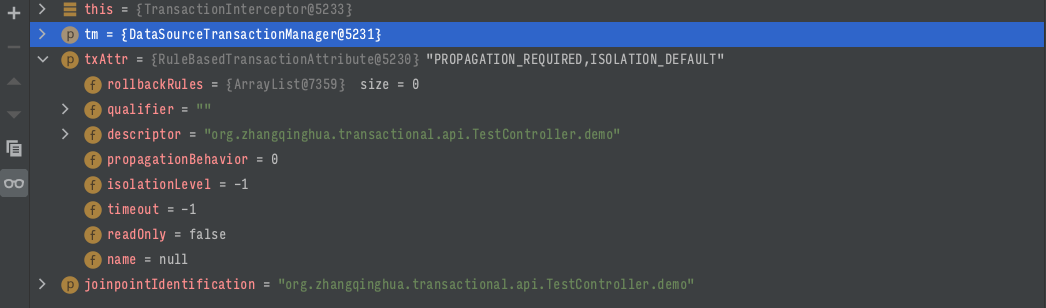 this = {TransactionInterceptor@5233}
p tm = {DataSourceTransactionManager@5231}
p txAttr = {RuleBasedTransactionAttribute@5230} "PROPAGATION_REQUIRED,ISOLATION_DEFAULT"
f rollbackRules = {ArrayList@7359} size = 0
f qualifier = ""
f descriptor = "org.zhangqinghua.transactional.api.TestController.demo"
f propagationBehavior = 0
f isolationLevel = -1
f timeout = -1
f readOnly = false
f name = null
p joinpointIdentification = "org.zhangqinghua.transactional.api.TestController.demo"